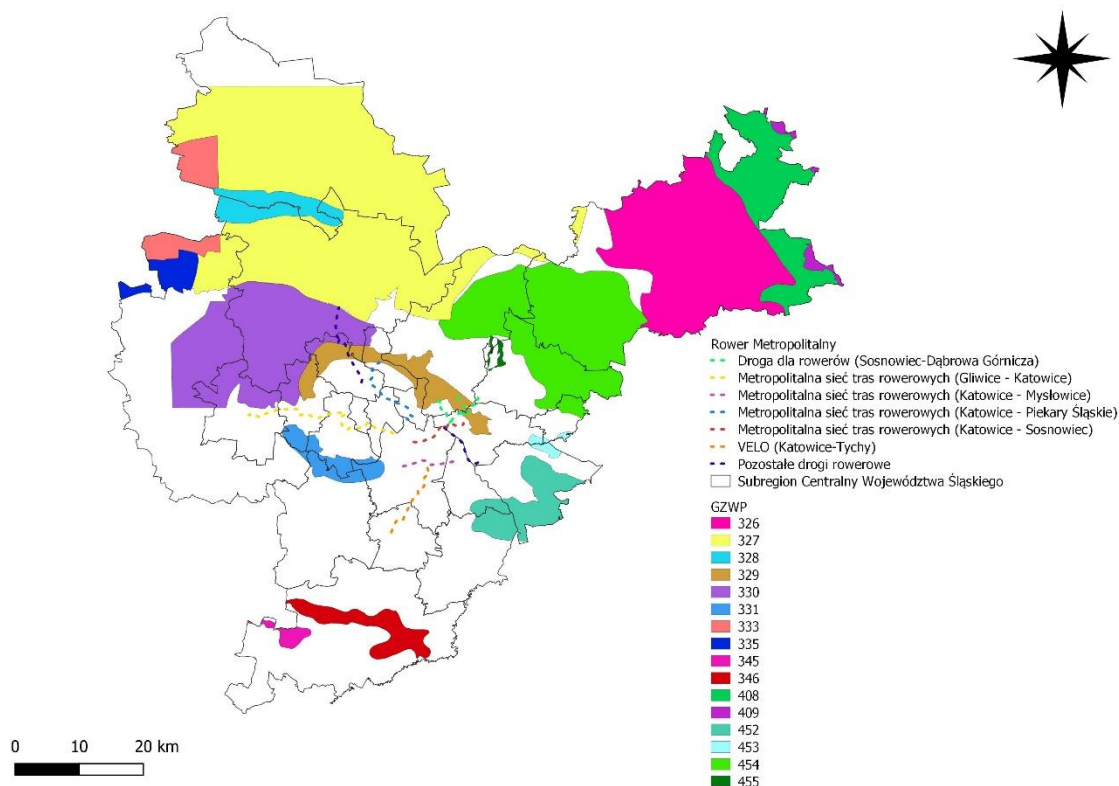 Rower Metropolitalny
Droga dla rowerów (Sosnowiec-Dąbrowa Górnicza)
Metropolitalna sieć tras rowerowych (Gliwice - Katowice)
Metropolitalna sieć tras rowerowych (Katowice - Mysłowice)
Metropolitalna sieć tras rowerowych (Katowice - Piekary Śląskie)
Metropolitalna sieć tras rowerowych (Katowice - Sosnowiec)
VELO (Katowice-Tychy)
Pozostałe drogi rowerowe
Subregion Centralny Województwa Śląskiego
GZWP
326
327
328
329
330
331
333
335
345
346
408
409
452
453
454
455
0 10 20 km